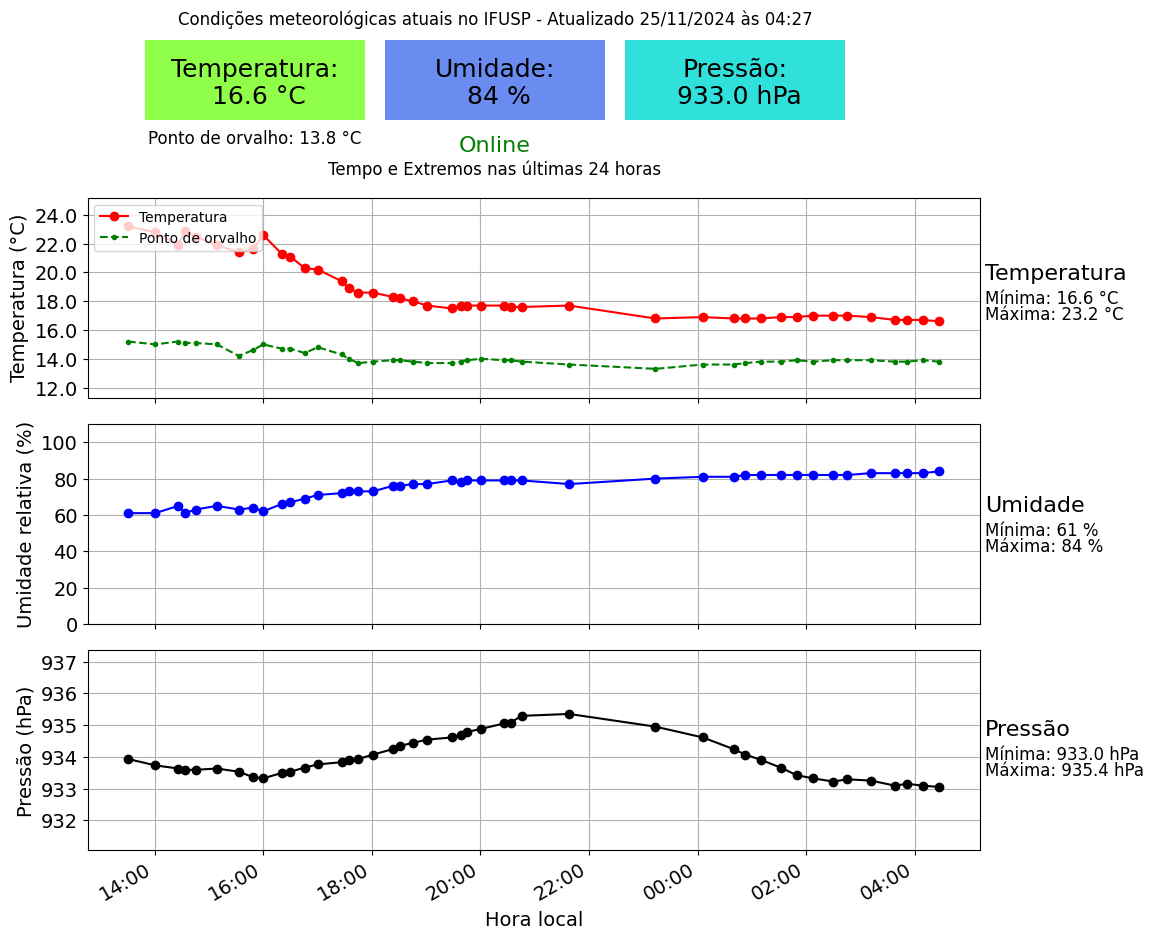 Condições meteorológicas atuais no IFUSP - Atualizado 25/11/2024 às 04:27
Temperatura:
16.6 °C
Umidade:
84 %
Pressão:
933.0 hPa
Ponto de orvalho: 13.8 °C
Online
Tempo e Extremos nas últimas 24 horas
Temperatura (°C)
24.0
22.0
20.0
18.0
16.0
14.0
12.0
Temperatura
Ponto de orvalho
Temperatura
Mínima: 16.6 °C
Máxima: 23.2 °C
Umidade relativa (%)
100
80
60
40
20
0
Umidade
Mínima: 61 %
Máxima: 84 %
Pressão (hPa)
937
936
935
934
933
932
Pressão
Mínima: 933.0 hPa
Máxima: 935.4 hPa
14:00
16:00
18:00
20:00
22:00
00:00
02:00
04:00
Hora local